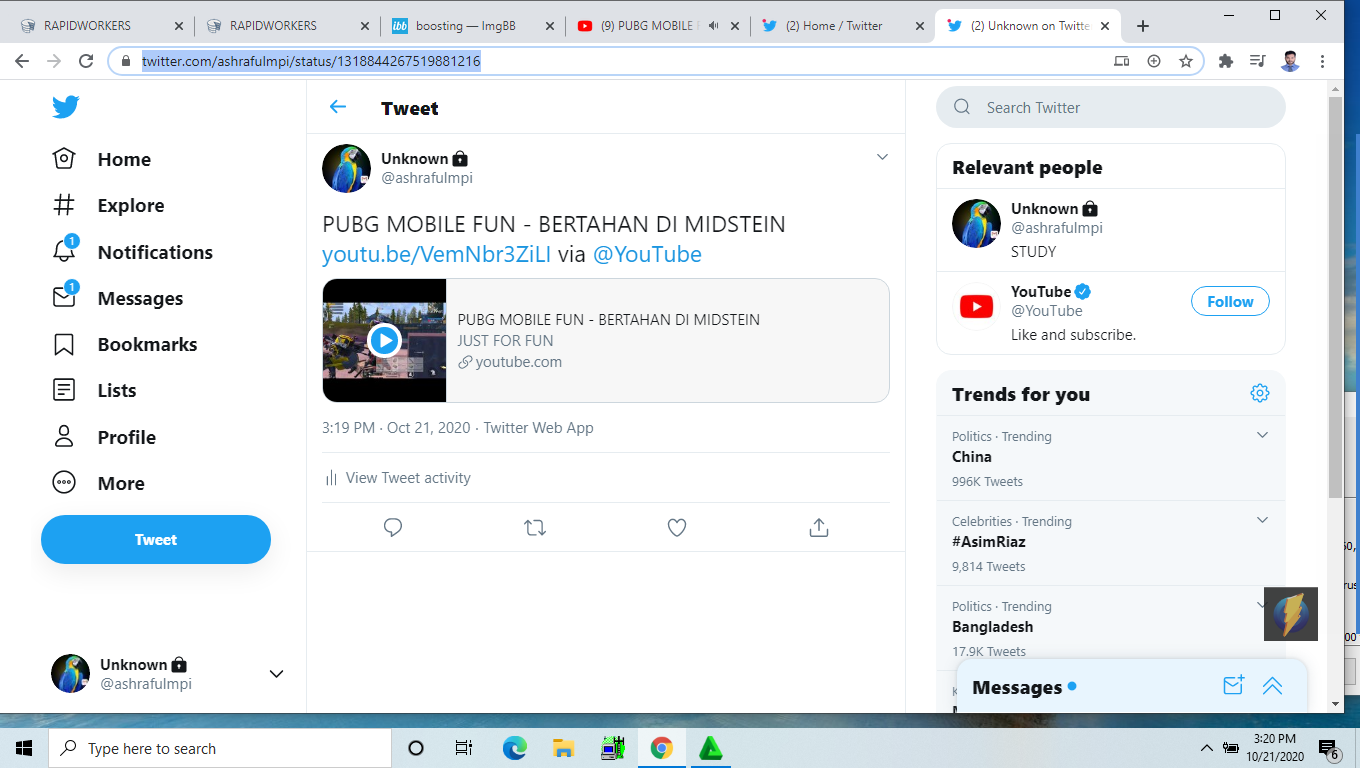 RAPIDWORKERS
RAPIDWORKERS
ibb boosting — ImgBB
(9) PUBG MOBILE
(2) Home / Twitter
(2) Unknown on Twitte
twitter.com/ashrafulmpi/status/1318844267519881216
Home
Explore
1
Notifications
1
Messages
Bookmarks
Lists
Profile
More
Tweet
Unknown
@ashrafulmpi
Tweet
Unknown
@ashrafulmpi
PUBG MOBILE FUN - BERTAHAN DI MIDSTEIN
youtu.be/VemNbr3ZiLI via @YouTube
PUBG MOBILE FUN - BERTAHAN DI MIDSTEIN
JUST FOR FUN
youtube.com
3:19 PM · Oct 21, 2020 · Twitter Web App
View Tweet activity
Search Twitter
Relevant people
Unknown
@ashrafulmpi
STUDY
YouTube
@YouTube
Follow
Like and subscribe.
Trends for you
Politics · Trending
China
996K Tweets
Celebrities · Trending
#AsimRiaz
9,814 Tweets
Politics · Trending
Bangladesh
17.9K Tweets
Messages
Type here to search
3:20 PM
10/21/2020
6